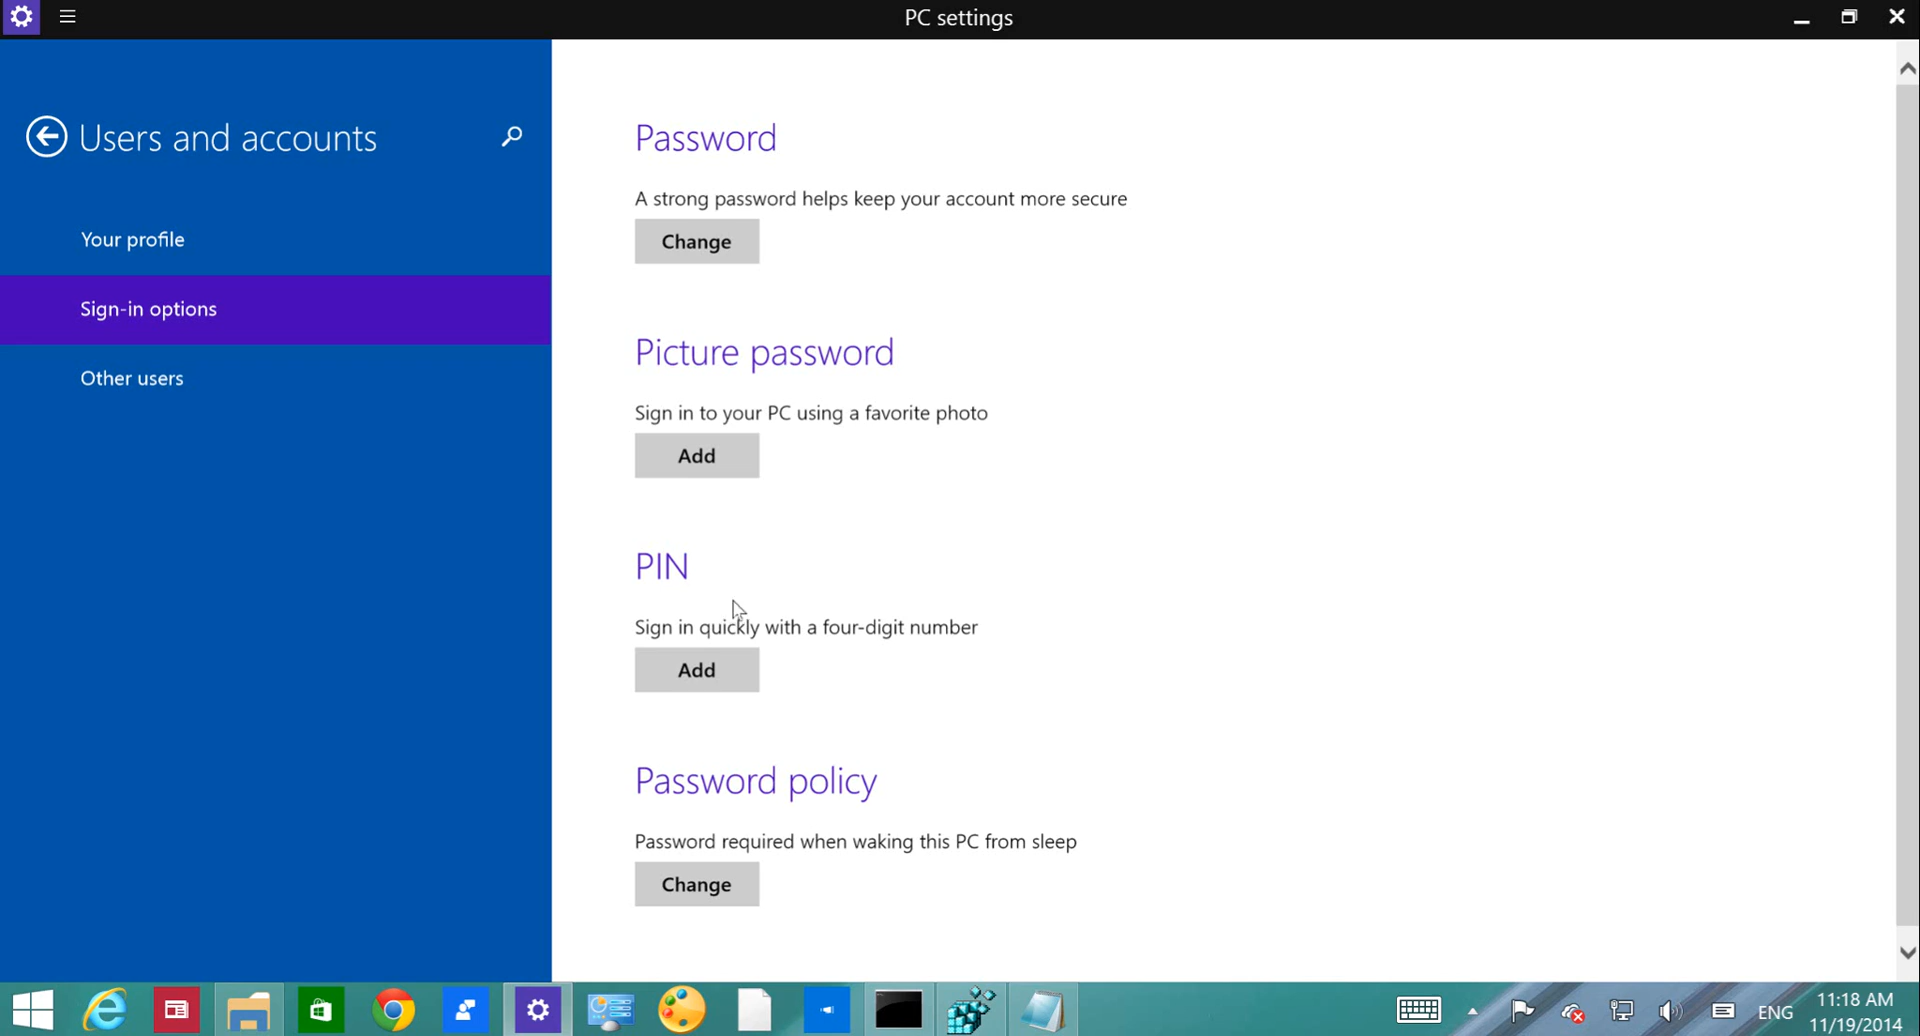 PC settings
Users and accounts
Your profile
Sign-in options
Other users
Password
A strong password helps keep your account more secure
Change
Picture password
Sign in to your PC using a favorite photo
Add
PIN
Sign in quickly with a four-digit number
Add
Password policy
Password required when waking this PC from sleep
Change
ENG
11:18 AM
11/19/2014